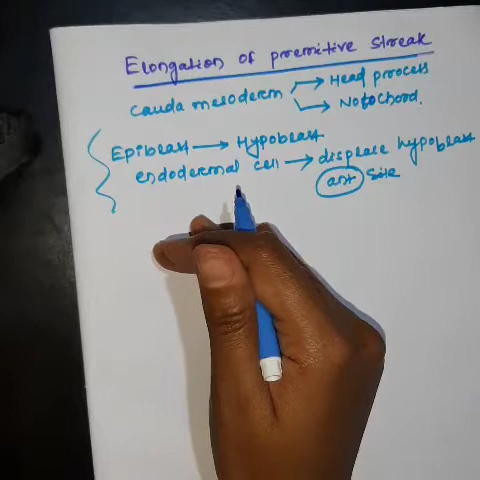 Elongation of premitive streak
cauda mesoderm → Head process
→ Notochord.
Epiblast → Hypoblast
endodermal cell → displace hypoblast
ant side